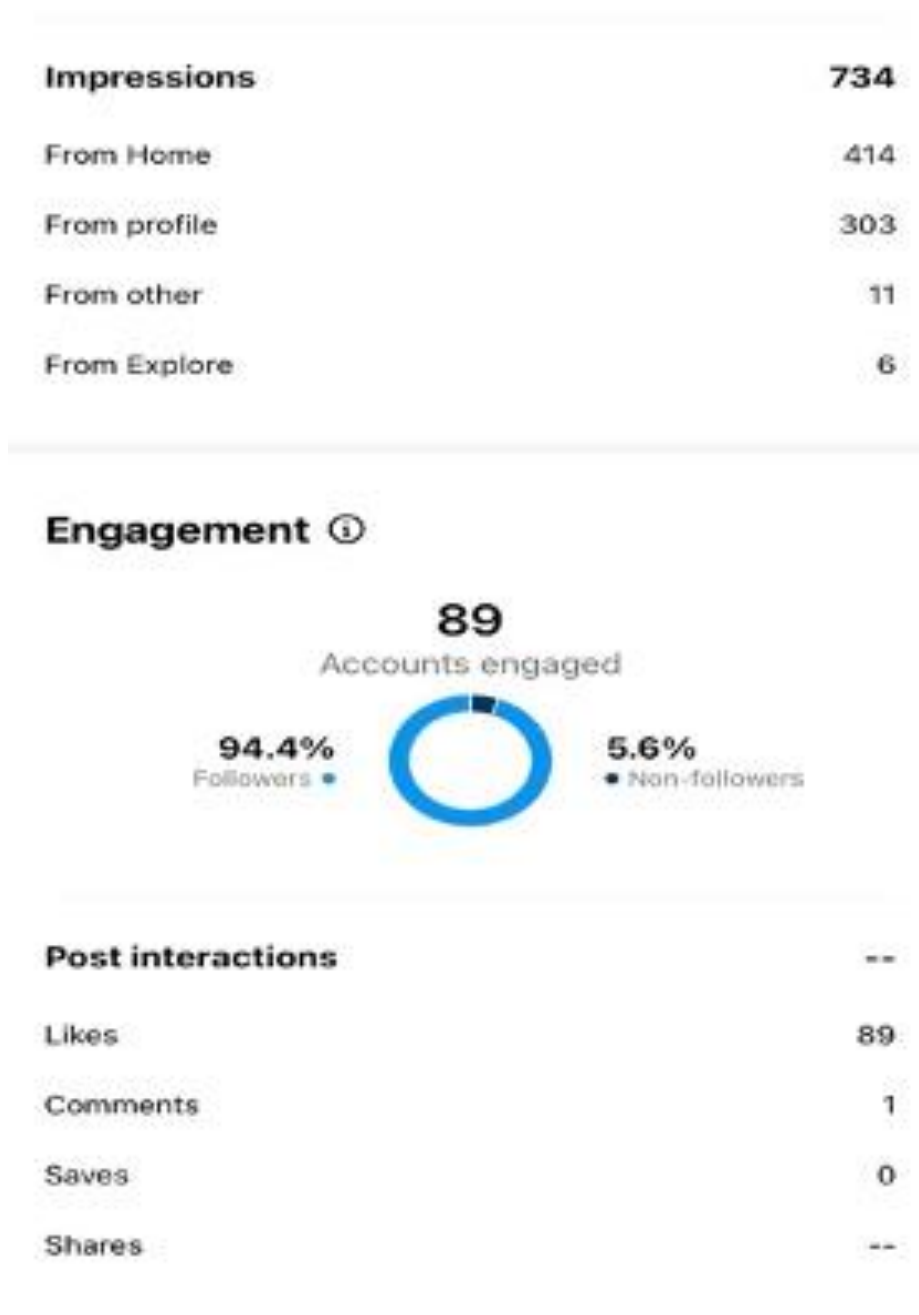 Impressions 734
From Home 414
From profile 303
From other 11
From Explore 6
Engagement
89
Accounts engaged
94.4% 5.6%
Followers Non-followers
Post interactions --
Likes 89
Comments 1
Saves 0
Shares --